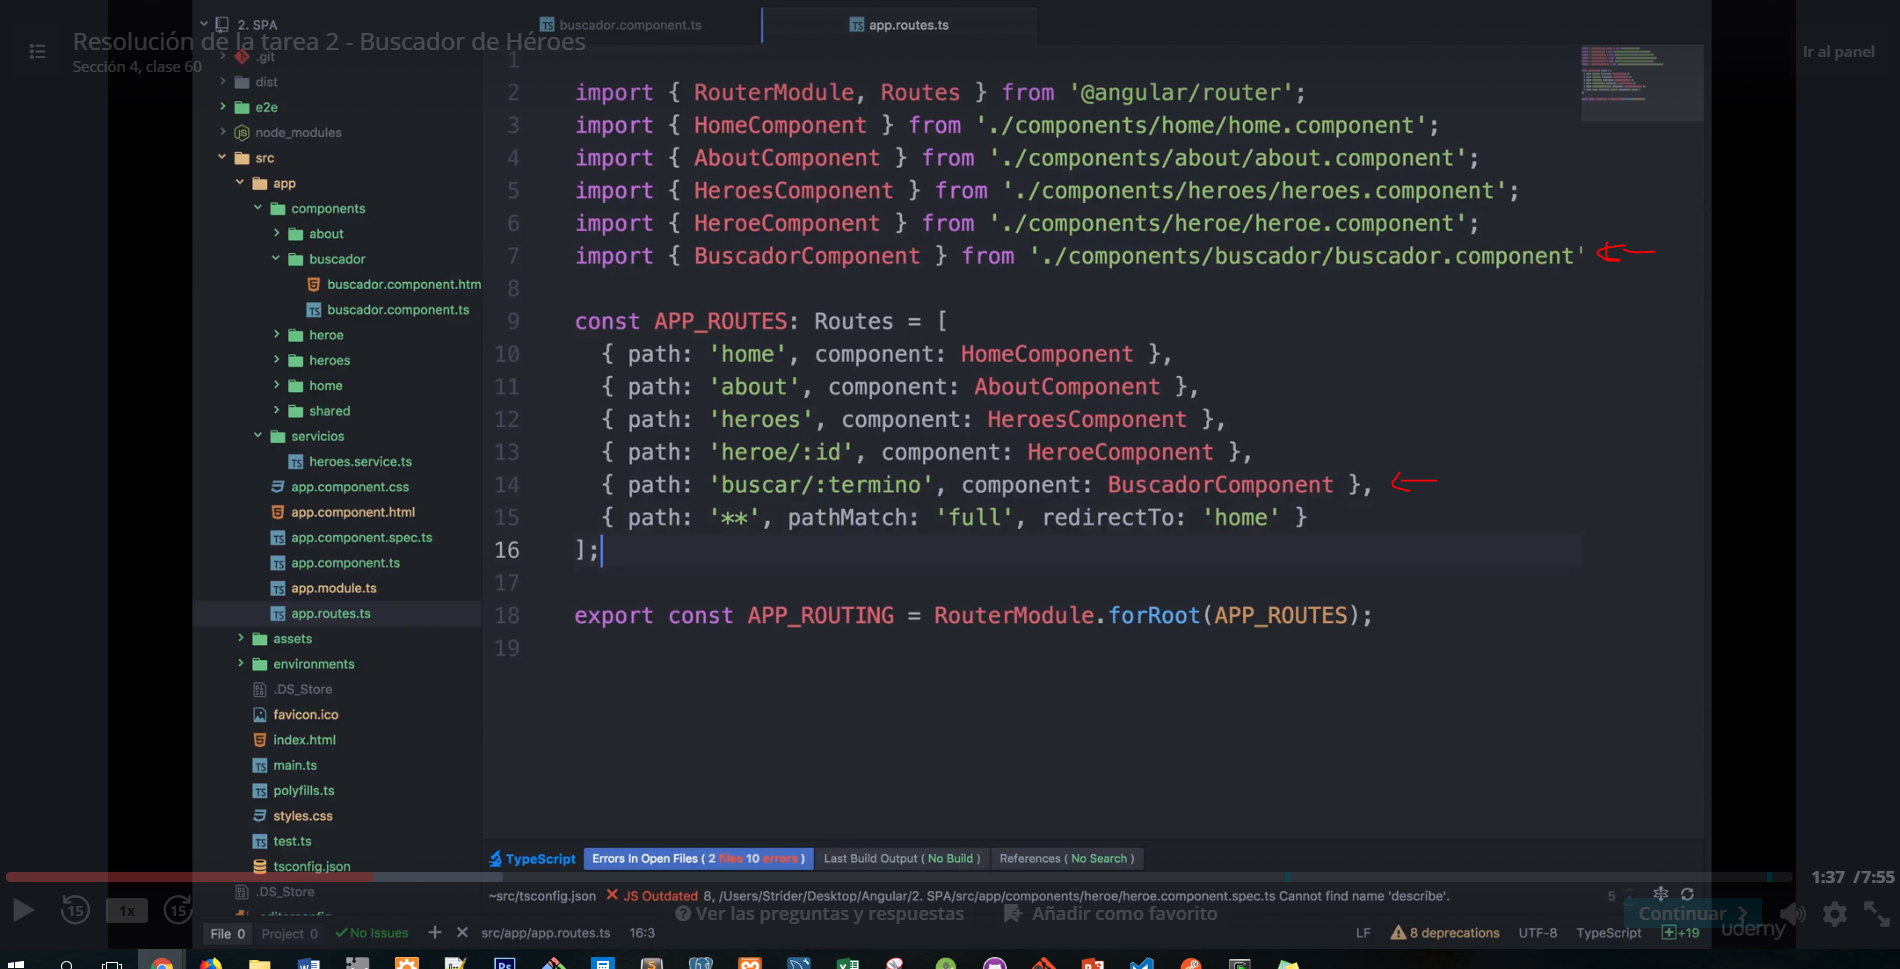 2. SPA
buscador.component.ts
app.routes.ts
Resolución de la tarea 2 - Buscador de Héroes
Sección 4, clase 60
Ir al panel
.git
dist
e2e
node_modules
src
app
components
about
buscador
buscador.component.htm
buscador.component.ts
heroe
heroes
home
shared
servicios
heroes.service.ts
app.component.css
app.component.html
app.component.spec.ts
app.component.ts
app.module.ts
app.routes.ts
assets
environments
.DS_Store
favicon.ico
index.html
main.ts
polyfills.ts
styles.css
test.ts
tsconfig.json
.DS_Store
1
2 import { RouterModule, Routes } from '@angular/router';
3 import { HomeComponent } from './components/home/home.component';
4 import { AboutComponent } from './components/about/about.component';
5 import { HeroesComponent } from './components/heroes/heroes.component';
6 import { HeroeComponent } from './components/heroe/heroe.component';
7 import { BuscadorComponent } from './components/buscador/buscador.component'
8
9 const APP_ROUTES: Routes = [
10 { path: 'home', component: HomeComponent },
11 { path: 'about', component: AboutComponent },
12 { path: 'heroes', component: HeroesComponent },
13 { path: 'heroe/:id', component: HeroeComponent },
14 { path: 'buscar/:termino', component: BuscadorComponent },
15 { path: '**', pathMatch: 'full', redirectTo: 'home' }
16 ];
17
18 export const APP_ROUTING = RouterModule.forRoot(APP_ROUTES);
19
TypeScript Errors In Open Files ( 2 files 10 errors ) Last Build Output ( No Build ) References ( No Search )
1:37 / 7:55
~src/tsconfig.json ✕ JS Outdated 8, /Users/Strider/Desktop/Angular/2. SPA/src/app/components/heroe/heroe.component.spec.ts Cannot find name 'describe'. 5
15 1x 15 Ver las preguntas y respuestas Añadir como favorito Continuar
udemy
File 0 Project 0 ✓ No Issues + ✕ src/app/app.routes.ts 16:3 LF 8 deprecations UTF-8 TypeScript +19